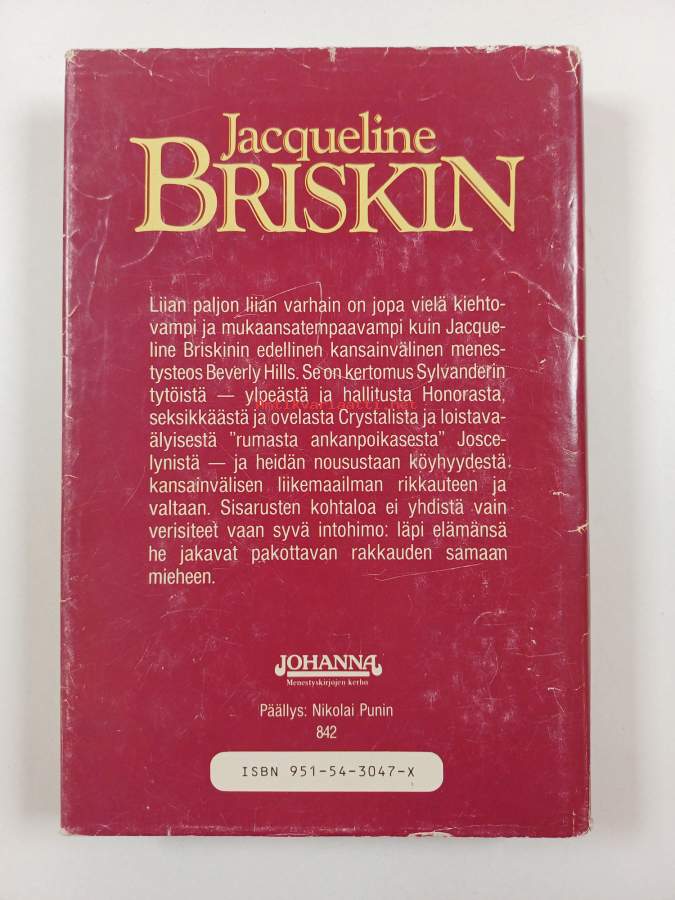 Jacqueline
BRISKIN
Liian paljon liian varhain on jopa vielä kiehto-
vampi ja mukaansatempaavampi kuin Jacque-
line Briskinin edellinen kansainvälinen menes-
tysteos Beverly Hills. Se on kertomus Sylvanderin
tytöistä — ylpeästä ja hallitusta Honorasta,
antikvariaatti.net
seksikkäästä ja ovelasta Crystalista ja loistava-
älyisestä ”rumasta ankanpoikasesta” Josce-
lynistä — ja heidän nousustaan köyhyydestä
kansainvälisen liikemaailman rikkauteen ja
valtaan. Sisarusten kohtaloa ei yhdistä vain
verisiteet vaan syvä intohimo: läpi elämänsä
he jakavat pakottavan rakkauden samaan
mieheen.
JOHANNA
Menestyskirjojen kerho
Päällys: Nikolai Punin
842
ISBN 951-54-3047-X